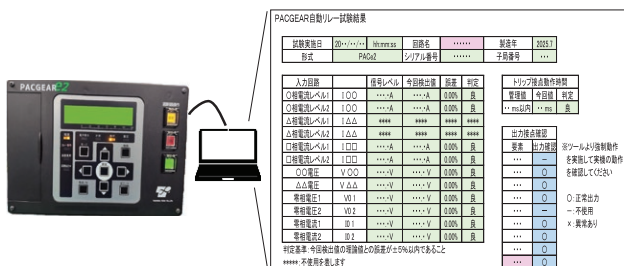 PACGEAR自動リレー試験結果
PACGEAR e2
試験実施日 20・・/・・/・・ hh:mm:ss 回路名 ・・・・・・ 製造年 2025.7
形式 PACe2 シリアル番号 ・・・・・・ 子局番号 ・・・
入力回路 信号レベル 今回検出値 誤差 判定
〇相電流レベル1 I〇〇 ・・・.・A ・・・.・A 0.00% 良
〇相電流レベル2 I〇〇 ・・・.・A ・・・.・A 0.00% 良
△相電流レベル1 I△△ **** **** **** ****
△相電流レベル2 I△△ **** **** **** ****
□相電流レベル1 I□□ ・・・.・A ・・・.・A 0.00% 良
□相電流レベル2 I□□ ・・・.・A ・・・.・A 0.00% 良
〇〇電圧 V〇〇 ・・・.・V ・・・.・V 0.00% 良
△△電圧 V△△ ・・・.・V ・・・.・V 0.00% 良
零相電圧1 V01 ・・・.・V ・・・.・V 0.00% 良
零相電圧2 V02 ・・・.・V ・・・.・V 0.00% 良
零相電流1 I01 ・・・.・V ・・・.・V 0.00% 良
零相電流2 I02 ・・・.・V ・・・.・V 0.00% 良
判定基準:今回検出値の理論値との誤差が±5%以内であること
*****:不使用を表します
トリップ接点動作時間
管理値 今回値 判定
・・ms以内 ・・ms 良
出力接点確認
要素 出力確認
・・・ －
・・・ 〇
・・・ 〇
・・・ 〇
・・・ 〇
・・・ －
・・・ 〇
・・・ 〇
・・・ 〇
・・・ 〇
※ツールより強制動作
を実施して実機の動作
を確認してください
〇:正常出力
－:不使用
×:異常あり